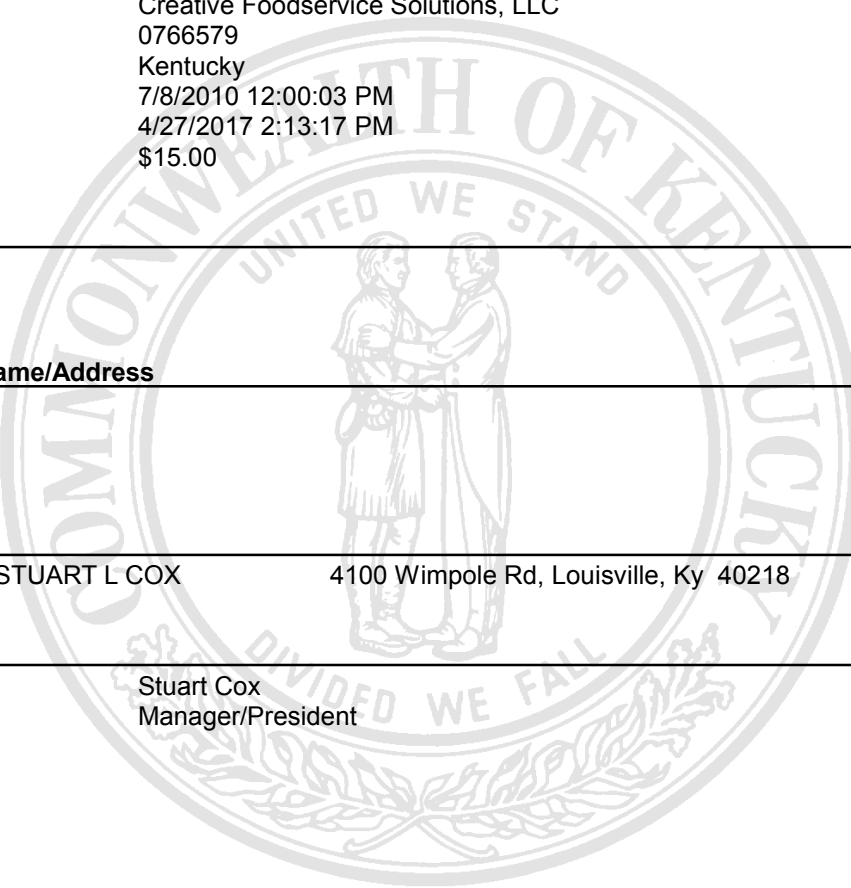 Creative Foodservice Solutions, LLC
0766579
Kentucky
7/8/2010 12:00:03 PM
4/27/2017 2:13:17 PM
$15.00
COMMONWEALTH OF KENTUCKY
UNITED WE STAND
ame/Address
STUART L COX 4100 Wimpole Rd, Louisville, Ky 40218
DIVIDED WE FALL
Stuart Cox
Manager/President